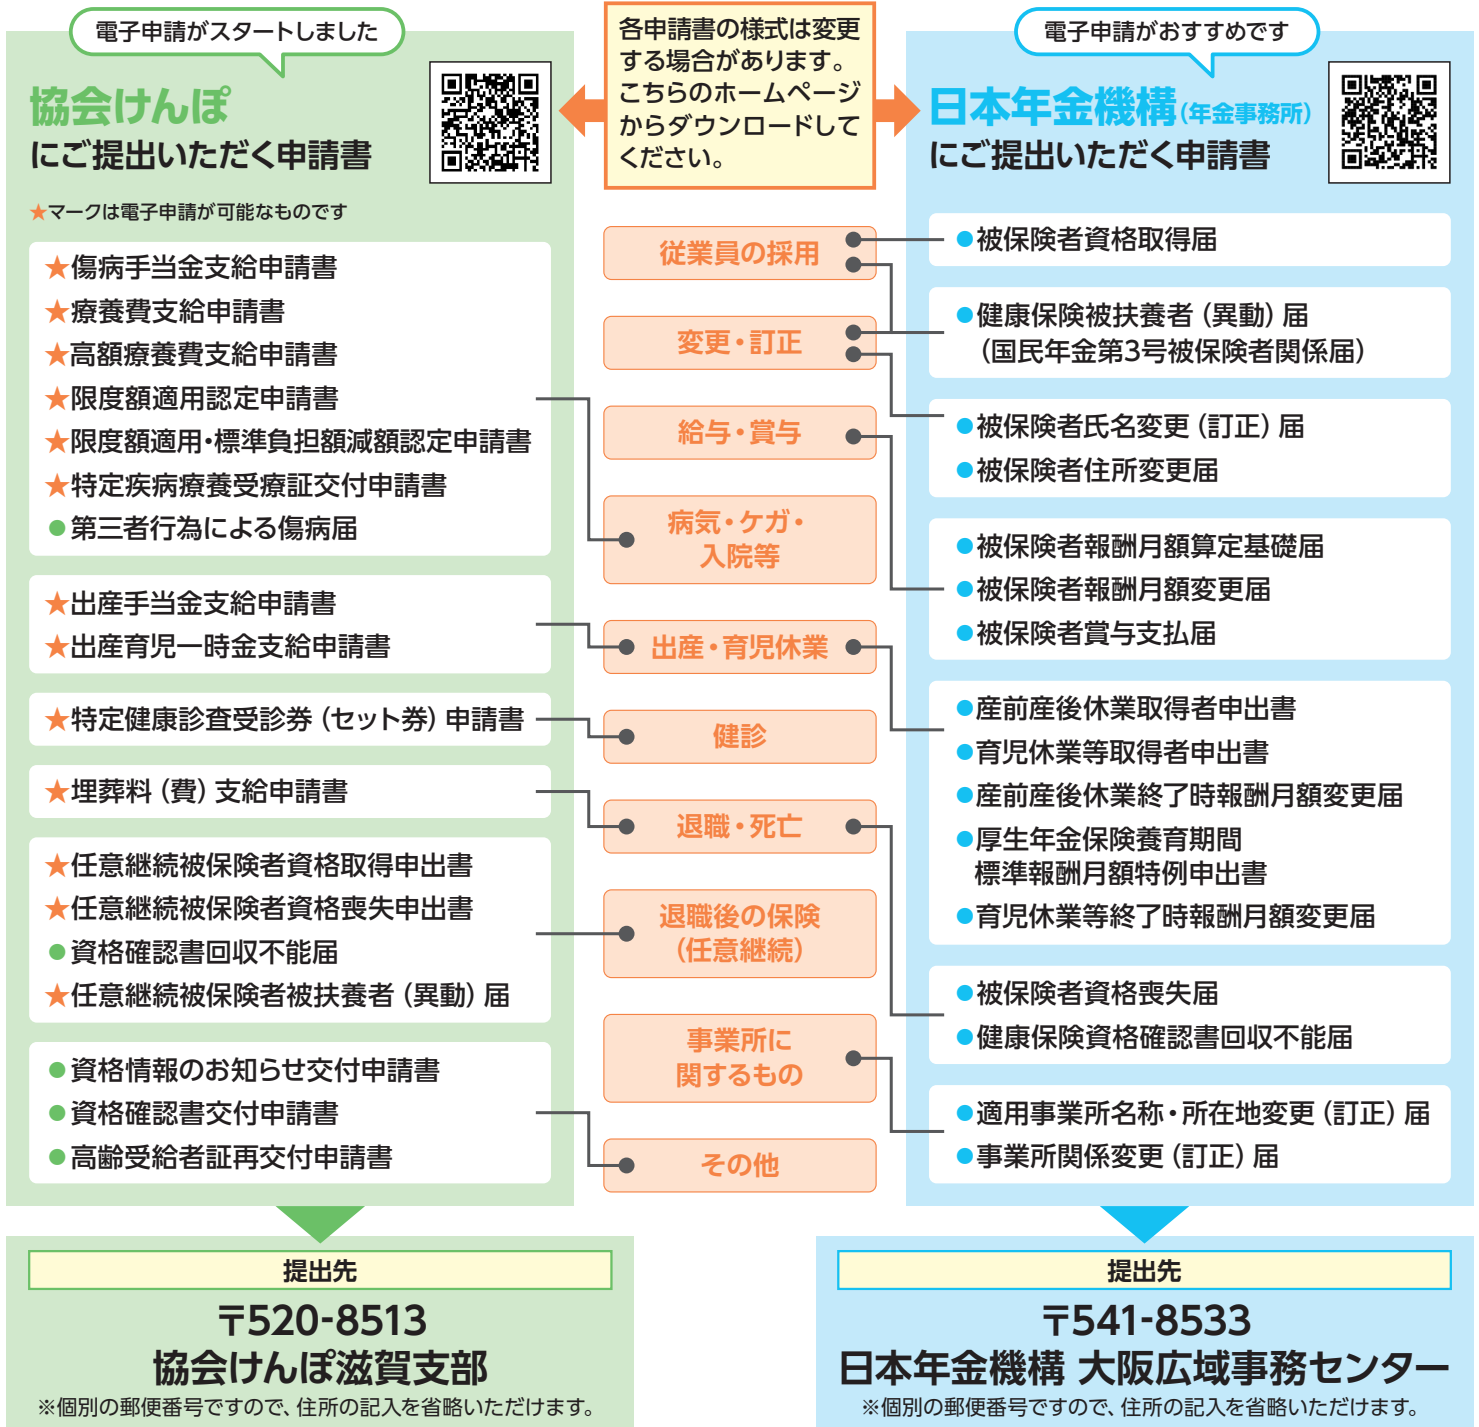 電子申請がスタートしました
協会けんぽ
にご提出いただく申請書
★マークは電子申請が可能なものです
★傷病手当金支給申請書
★療養費支給申請書
★高額療養費支給申請書
★限度額適用認定申請書
★限度額適用・標準負担額減額認定申請書
★特定疾病療養受療証交付申請書
●第三者行為による傷病届
★出産手当金支給申請書
★出産育児一時金支給申請書
★特定健康診査受診券（セット券）申請書
★埋葬料（費）支給申請書
★任意継続被保険者資格取得申出書
★任意継続被保険者資格喪失申出書
●資格確認書回収不能届
★任意継続被保険者被扶養者（異動）届
●資格情報のお知らせ交付申請書
●資格確認書交付申請書
●高齢受給者証再交付申請書
各申請書の様式は変更
する場合があります。
こちらのホームページ
からダウンロードして
ください。
従業員の採用
変更・訂正
給与・賞与
病気・ケガ・
入院等
出産・育児休業
健診
退職・死亡
退職後の保険
（任意継続）
事業所に
関するもの
その他
電子申請がおすすめです
日本年金機構（年金事務所）
にご提出いただく申請書
●被保険者資格取得届
●健康保険被扶養者（異動）届
（国民年金第3号被保険者関係届）
●被保険者氏名変更（訂正）届
●被保険者住所変更届
●被保険者報酬月額算定基礎届
●被保険者報酬月額変更届
●被保険者賞与支払届
●産前産後休業取得者申出書
●育児休業等取得者申出書
●産前産後休業終了時報酬月額変更届
●厚生年金保険養育期間
標準報酬月額特例申出書
●育児休業等終了時報酬月額変更届
●被保険者資格喪失届
●健康保険資格確認書回収不能届
●適用事業所名称・所在地変更（訂正）届
●事業所関係変更（訂正）届
提出先
〒520-8513
協会けんぽ滋賀支部
※個別の郵便番号ですので、住所の記入を省略いただけます。
提出先
〒541-8533
日本年金機構 大阪広域事務センター
※個別の郵便番号ですので、住所の記入を省略いただけます。